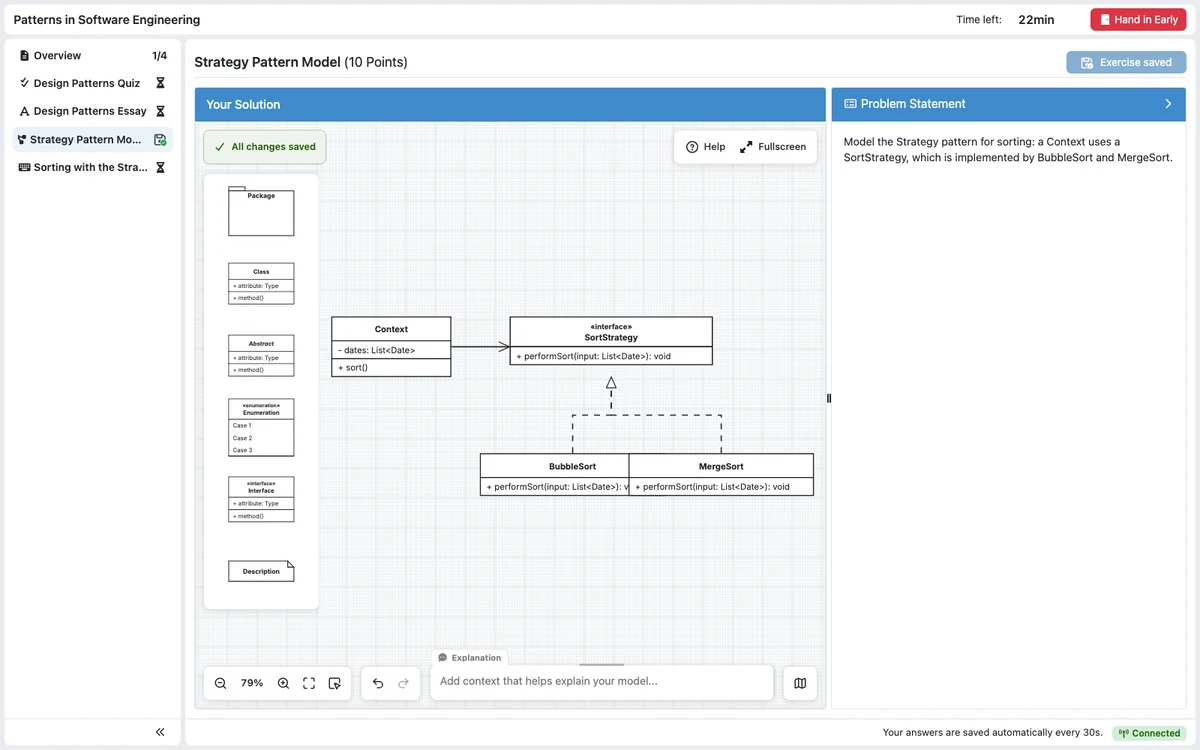 Patterns in Software Engineering
Time left: 22min
Hand in Early
Overview 1/4
Design Patterns Quiz
Design Patterns Essay
Strategy Pattern Mo...
Sorting with the Stra...
Strategy Pattern Model (10 Points)
Exercise saved
Your Solution
All changes saved
Help
Fullscreen
Package
Class
+ attribute: Type
+ method()
Abstract
+ attribute: Type
+ method()
«enumeration»
Enumeration
Case 1
Case 2
Case 3
«interface»
Interface
+ attribute: Type
+ method()
Description
Context
- dates: List<Date>
+ sort()
«interface»
SortStrategy
+ performSort(input: List<Date>): void
BubbleSort
+ performSort(input: List<Date>): v
MergeSort
+ performSort(input: List<Date>): void
79%
Explanation
Add context that helps explain your model...
Problem Statement
Model the Strategy pattern for sorting: a Context uses a
SortStrategy, which is implemented by BubbleSort and MergeSort.
Your answers are saved automatically every 30s.
Connected